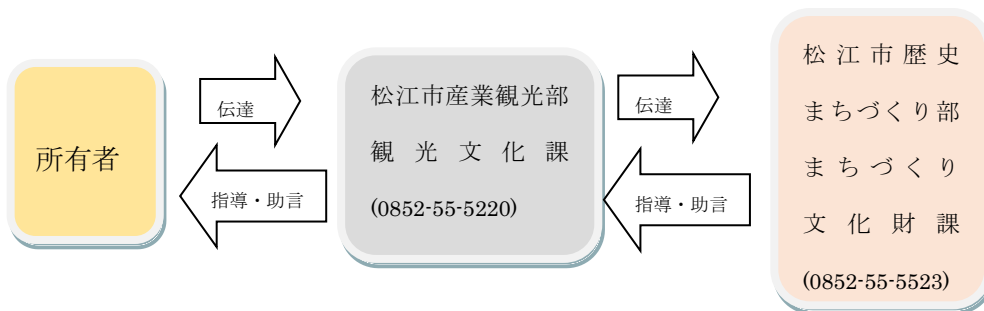 所有者
伝達
指導・助言
松江市産業観光部
観光文化課
(0852-55-5220)
伝達
指導・助言
松江市歴史
まちづくり部
まちづくり
文化財課
(0852-55-5523)